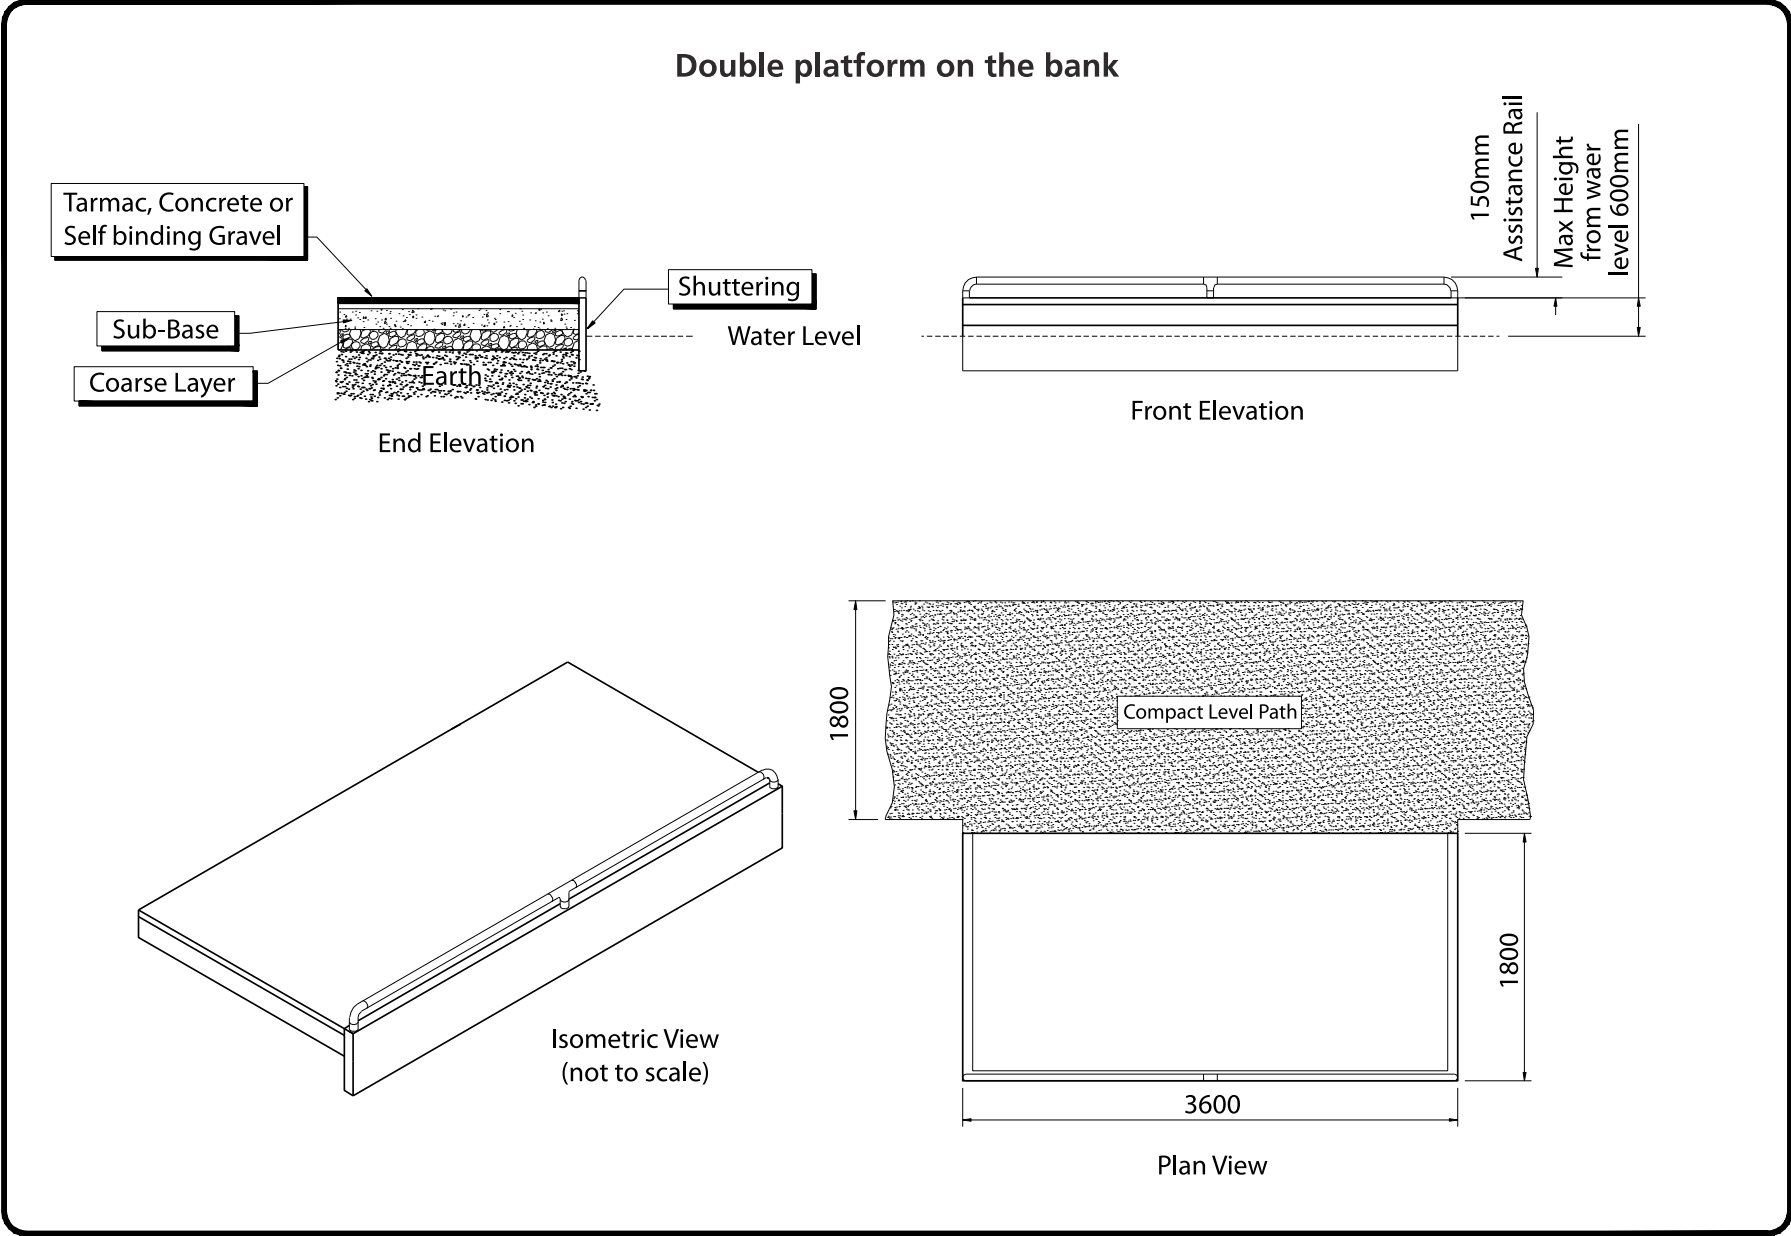 Double platform on the bank
Tarmac, Concrete or
Self binding Gravel
Sub-Base
Coarse Layer
Earth
Shuttering
Water Level
End Elevation
150mm
Assistance Rail
Max Height
from waer
level 600mm
Front Elevation
Isometric View
(not to scale)
1800
Compact Level Path
1800
3600
Plan View